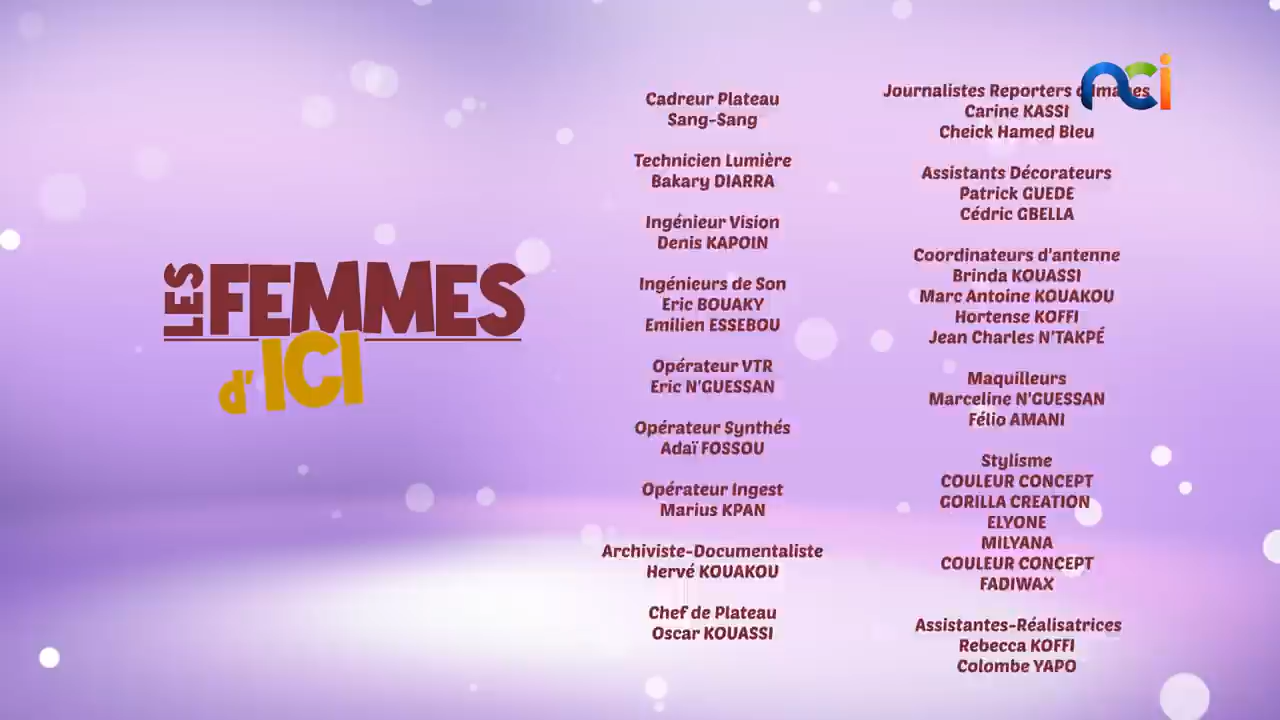 LES FEMMES
d'ICI
Cadreur Plateau
Sang-Sang
Technicien Lumière
Bakary DIARRA
Ingénieur Vision
Denis KAPOIN
Ingénieurs de Son
Eric BOUAKY
Emilien ESSEBOU
Opérateur VTR
Eric N'GUESSAN
Opérateur Synthés
Adaï FOSSOU
Opérateur Ingest
Marius KPAN
Archiviste-Documentaliste
Hervé KOUAKOU
Chef de Plateau
Oscar KOUASSI
nci
Journalistes Reporters
Carine KASSI
Cheick Hamed Bleu
Assistants Décorateurs
Patrick GUEDE
Cédric GBELLA
Coordinateurs d'antenne
Brinda KOUASSI
Marc Antoine KOUAKOU
Hortense KOFFI
Jean Charles N'TAKPÉ
Maquilleurs
Marceline N'GUESSAN
Félio AMANI
Stylisme
COULEUR CONCEPT
GORILLA CREATION
ELYONE
MILYANA
COULEUR CONCEPT
FADIWAX
Assistantes-Réalisatrices
Rebecca KOFFI
Colombe YAPO